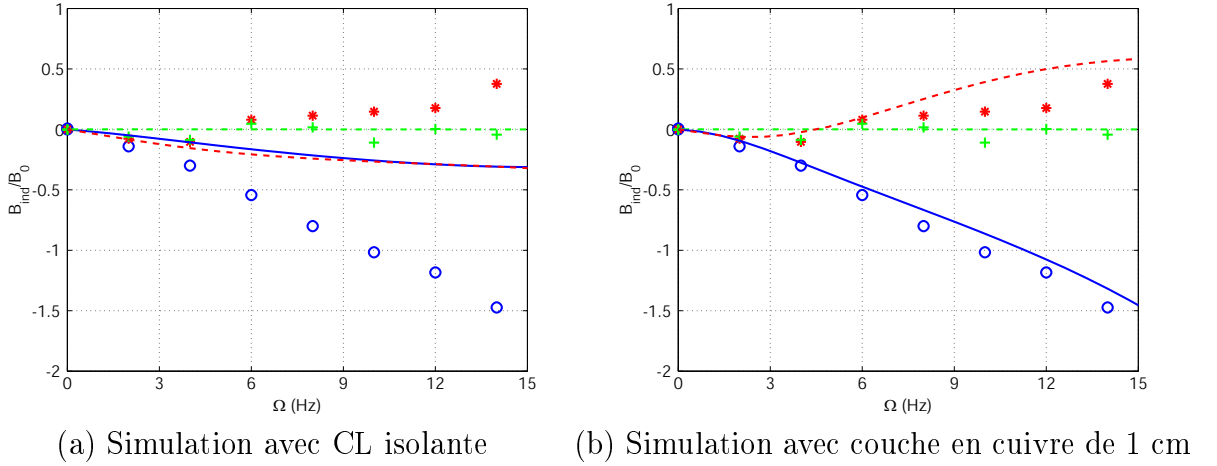 1
0.5
0
-0.5
-1
-1.5
-2
B_ind/B_0
0 3 6 9 12 15
Ω (Hz)
(a) Simulation avec CL isolante
1
0.5
0
-0.5
-1
-1.5
-2
B_ind/B_0
0 3 6 9 12 15
Ω (Hz)
(b) Simulation avec couche en cuivre de 1 cm